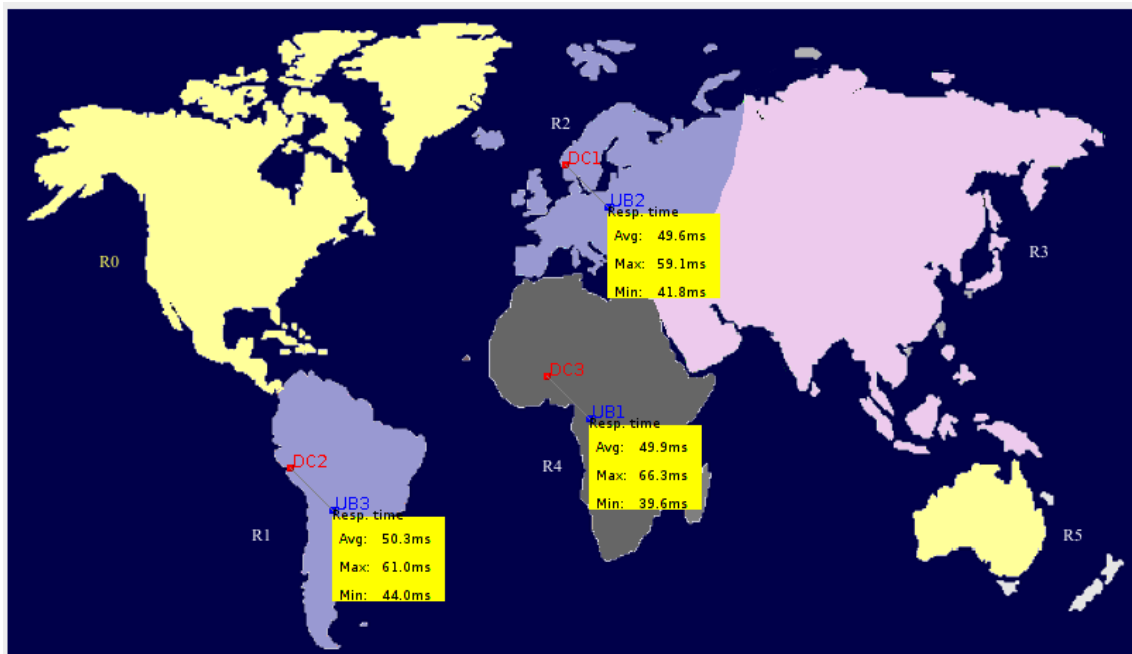 R2
DC1
UB2
Resp. time
Avg: 49.6ms
Max: 59.1ms
Min: 41.8ms
R0
R3
DC3
UB1
Resp. time
Avg: 49.9ms
Max: 66.3ms
Min: 39.6ms
R4
DC2
UB3
Resp. time
Avg: 50.3ms
Max: 61.0ms
Min: 44.0ms
R1
R5